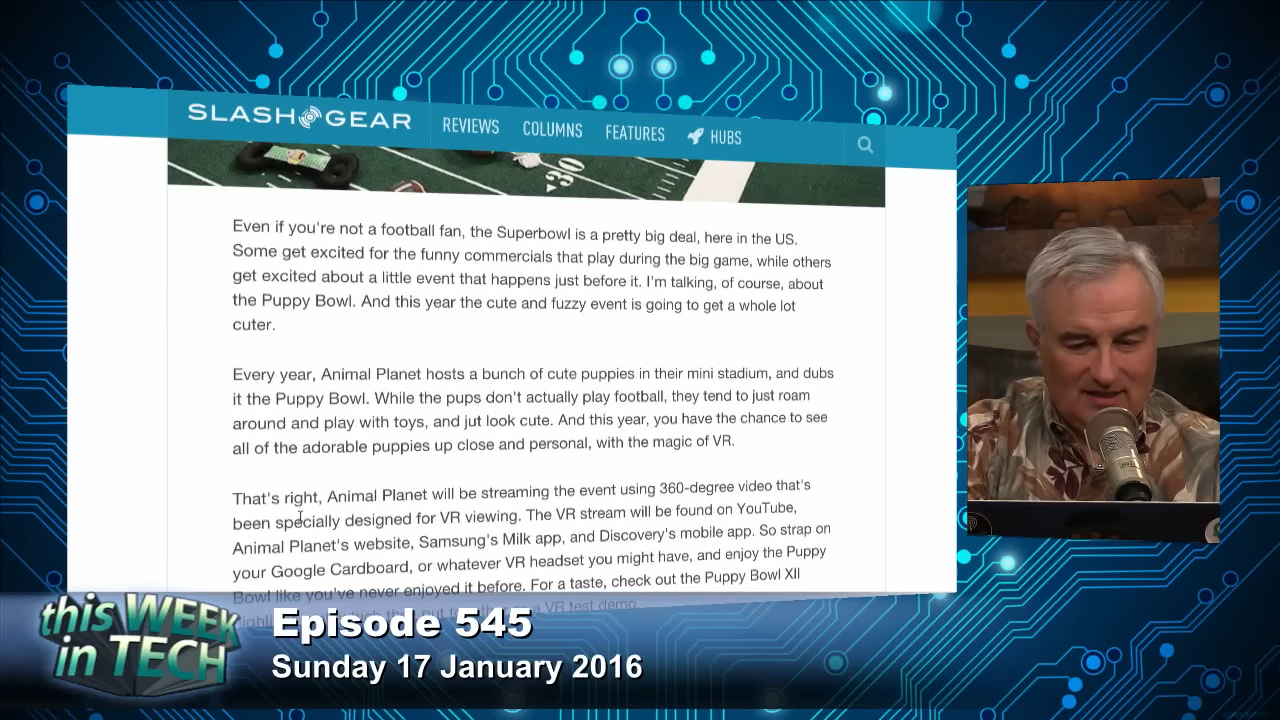 SLASH GEAR
REVIEWS COLUMNS FEATURES HUBS
30
Even if you're not a football fan, the Superbowl is a pretty big deal, here in the US.
Some get excited for the funny commercials that play during the big game, while others
get excited about a little event that happens just before it. I'm talking, of course, about
the Puppy Bowl. And this year the cute and fuzzy event is going to get a whole lot
cuter.
Every year, Animal Planet hosts a bunch of cute puppies in their mini stadium, and dubs
it the Puppy Bowl. While the pups don't actually play football, they tend to just roam
around and play with toys, and jut look cute. And this year, you have the chance to see
all of the adorable puppies up close and personal, with the magic of VR.
That's right, Animal Planet will be streaming the event using 360-degree video that's
been specially designed for VR viewing. The VR stream will be found on YouTube,
Animal Planet's website, Samsung's Milk app, and Discovery's mobile app. So strap on
your Google Cardboard, or whatever VR headset you might have, and enjoy the Puppy
Bowl like you've never enjoyed it before. For a taste, check out the Puppy Bowl XII
a VR test demo.
this WEEK
in TECH
Episode 545
Sunday 17 January 2016